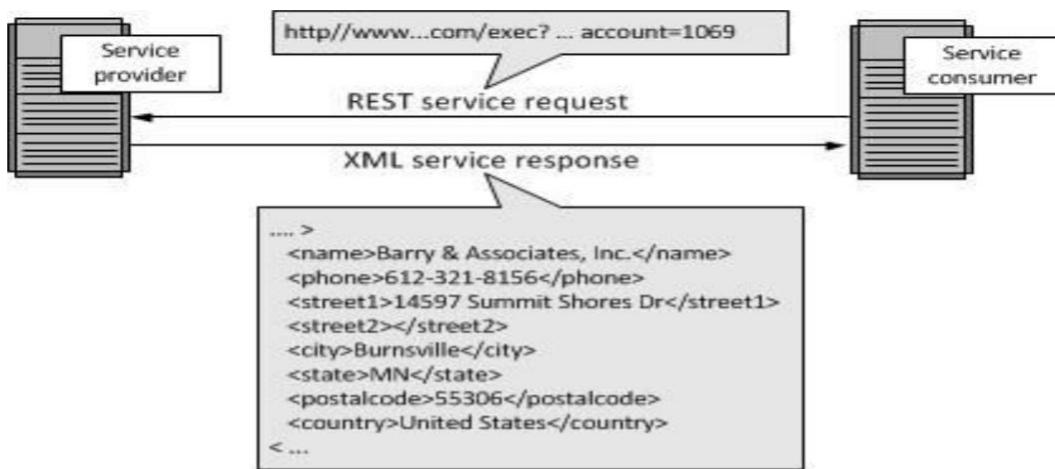 http//www...com/exec? ... account=1069
Service
provider
Service
consumer
REST service request
XML service response
.... >
<name>Barry & Associates, Inc.</name>
<phone>612-321-8156</phone>
<street1>14597 Summit Shores Dr</street1>
<street2></street2>
<city>Burnsville</city>
<state>MN</state>
<postalcode>55306</postalcode>
<country>United States</country>
< ...